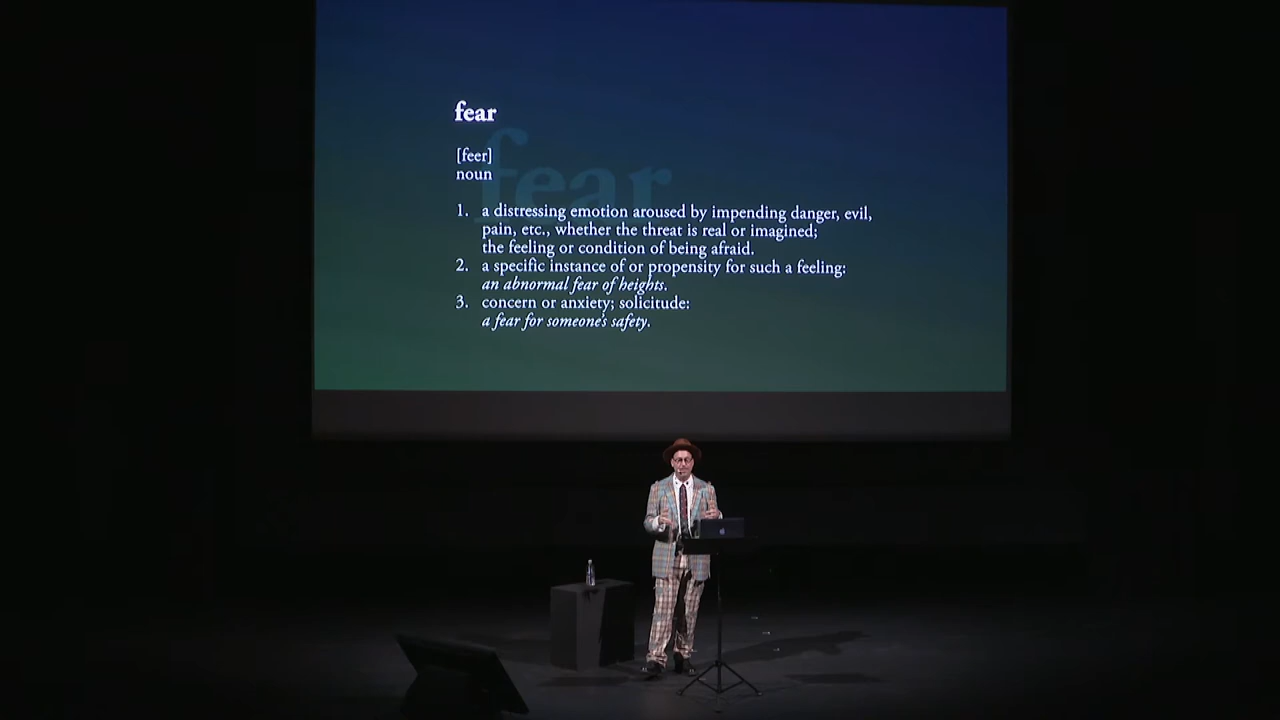 fear
fear
[feer]
noun
1. a distressing emotion aroused by impending danger, evil,
pain, etc., whether the threat is real or imagined;
the feeling or condition of being afraid.
2. a specific instance of or propensity for such a feeling:
an abnormal fear of heights.
3. concern or anxiety; solicitude:
a fear for someone's safety.